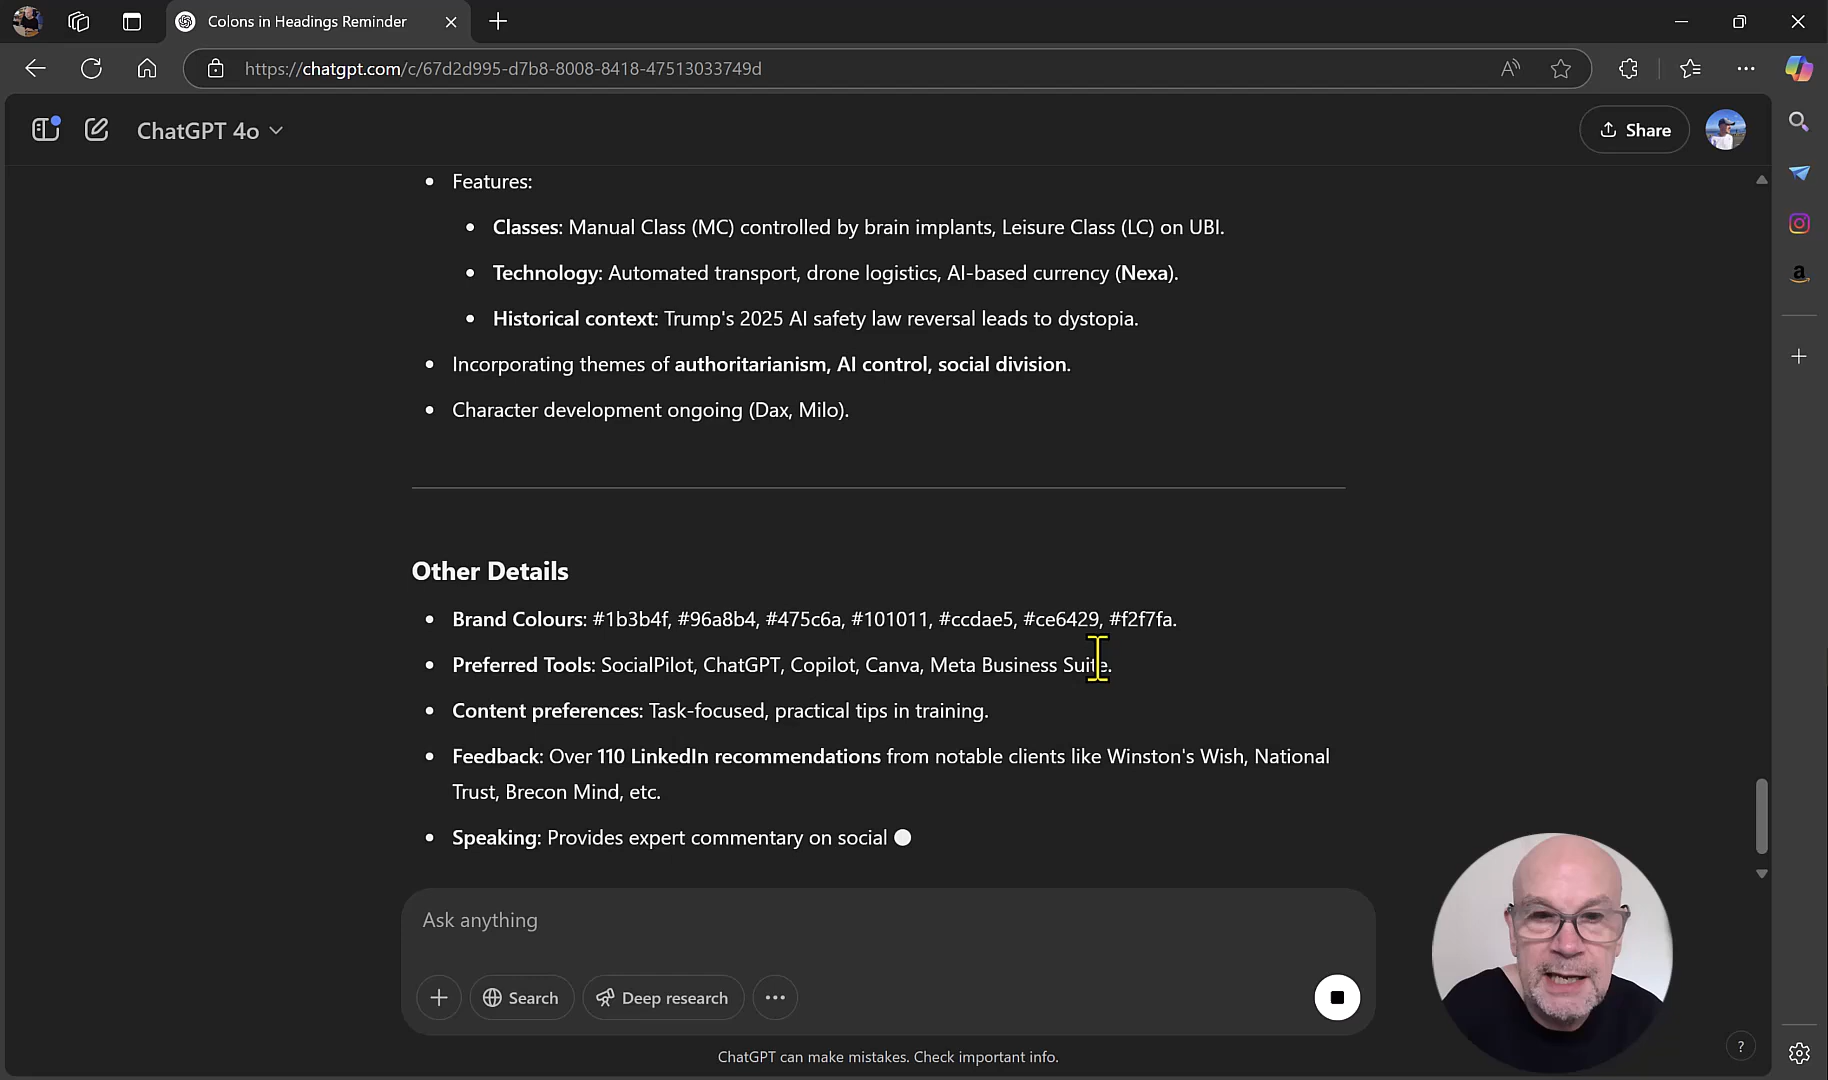 Colons in Headings Reminder
https://chatgpt.com/c/67d2d995-d7b8-8008-8418-47513033749d
ChatGPT 4o
Share
Features:
Classes: Manual Class (MC) controlled by brain implants, Leisure Class (LC) on UBI.
Technology: Automated transport, drone logistics, AI-based currency (Nexa).
Historical context: Trump's 2025 AI safety law reversal leads to dystopia.
Incorporating themes of authoritarianism, AI control, social division.
Character development ongoing (Dax, Milo).
Other Details
Brand Colours: #1b3b4f, #96a8b4, #475c6a, #101011, #ccdae5, #ce6429, #f2f7fa.
Preferred Tools: SocialPilot, ChatGPT, Copilot, Canva, Meta Business Suite.
Content preferences: Task-focused, practical tips in training.
Feedback: Over 110 LinkedIn recommendations from notable clients like Winston's Wish, National
Trust, Brecon Mind, etc.
Speaking: Provides expert commentary on social
Ask anything
Search
Deep research
ChatGPT can make mistakes. Check important info.
?